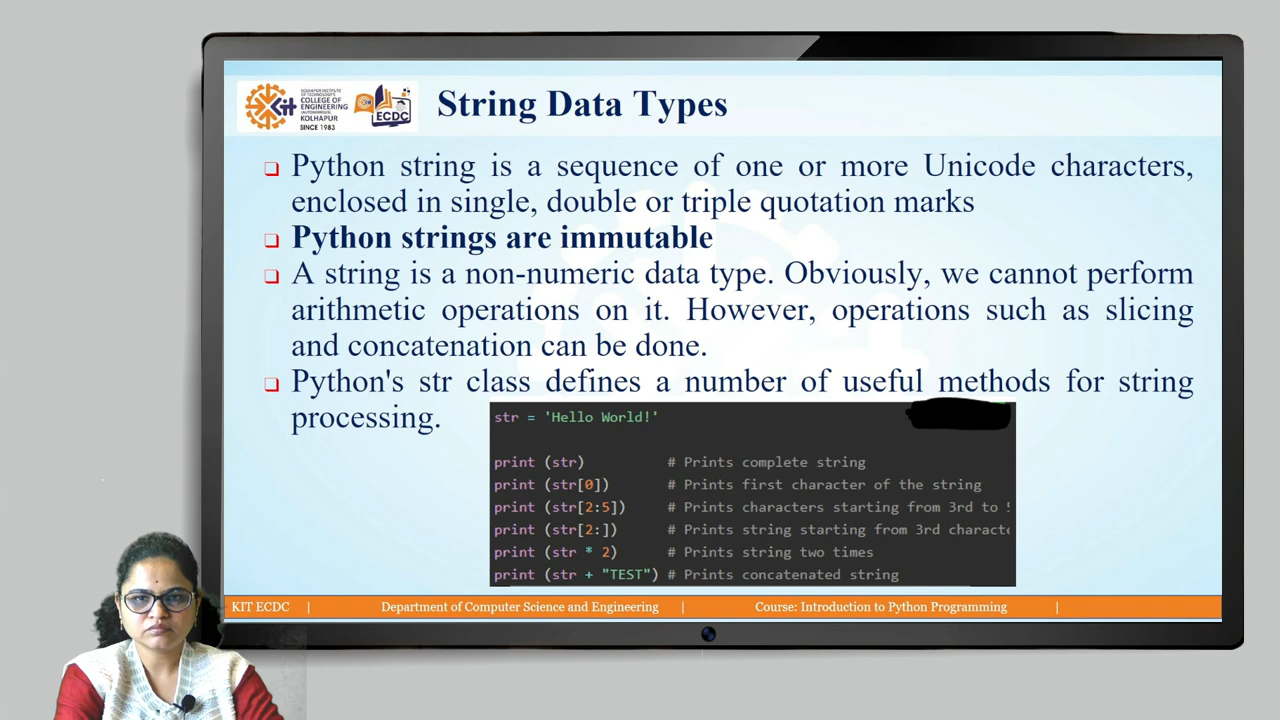 KOLHAPUR INSTITUTE
OF TECHNOLOGY'S
COLLEGE OF
ENGINEERING
(AUTONOMOUS)
KOLHAPUR
SINCE 1983
Kit
ECDC
String Data Types
❑ Python string is a sequence of one or more Unicode characters,
enclosed in single, double or triple quotation marks
❑ Python strings are immutable
❑ A string is a non-numeric data type. Obviously, we cannot perform
arithmetic operations on it. However, operations such as slicing
and concatenation can be done.
❑ Python's str class defines a number of useful methods for string
processing.
str = 'Hello World!'
print (str) # Prints complete string
print (str[0]) # Prints first character of the string
print (str[2:5]) # Prints characters starting from 3rd to
print (str[2:]) # Prints string starting from 3rd characte
print (str * 2) # Prints string two times
print (str + "TEST") # Prints concatenated string
KIT ECDC | Department of Computer Science and Engineering | Course: Introduction to Python Programming |